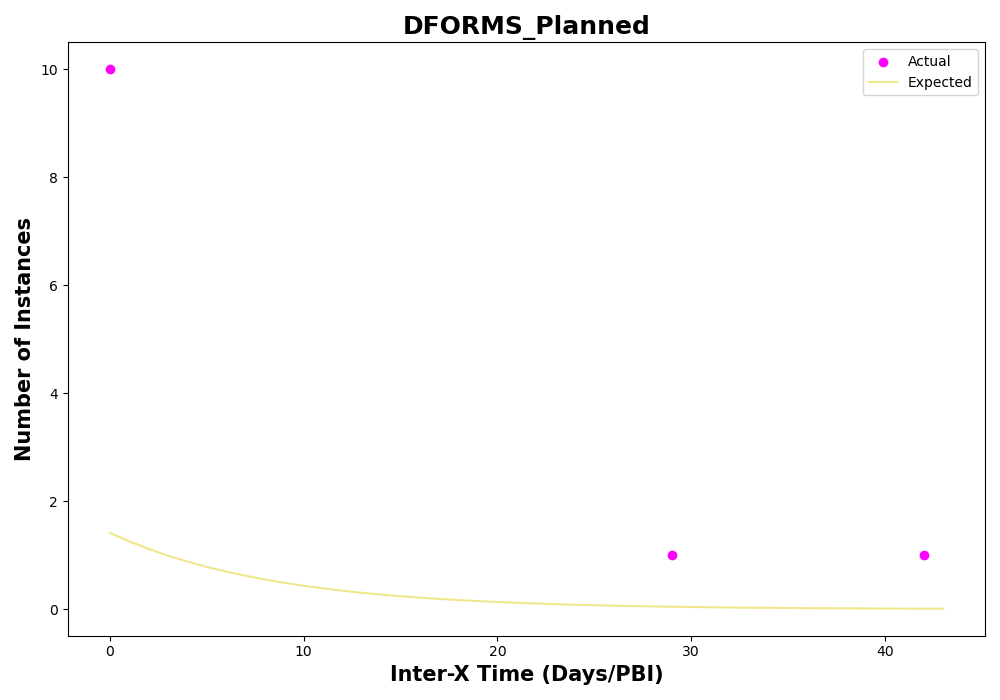 DFORMS_Planned
Actual
Expected
10
8
6
4
2
0
Number of Instances
0 10 20 30 40
Inter-X Time (Days/PBI)